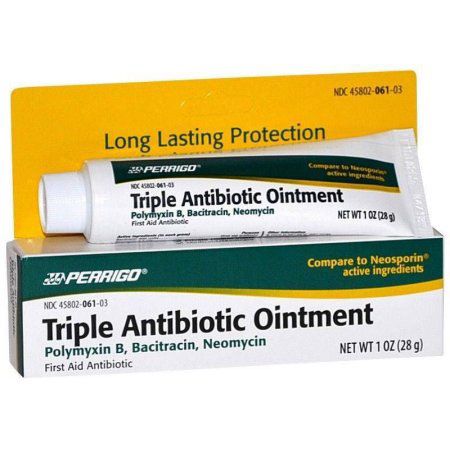 NDC 45802-061-03
Long Lasting Protection
PERRIGO®
Compare to Neosporin®
active ingredients
NDC 45802-061-03
Triple Antibiotic Ointment
Polymyxin B, Bacitracin, Neomycin
First Aid Antibiotic
NET WT 1 OZ (28 g)
PERRIGO®
Compare to Neosporin®
active ingredients
NDC 45802-061-03
Triple Antibiotic Ointment
Polymyxin B, Bacitracin, Neomycin
NET WT 1 OZ (28 g)
First Aid Antibiotic